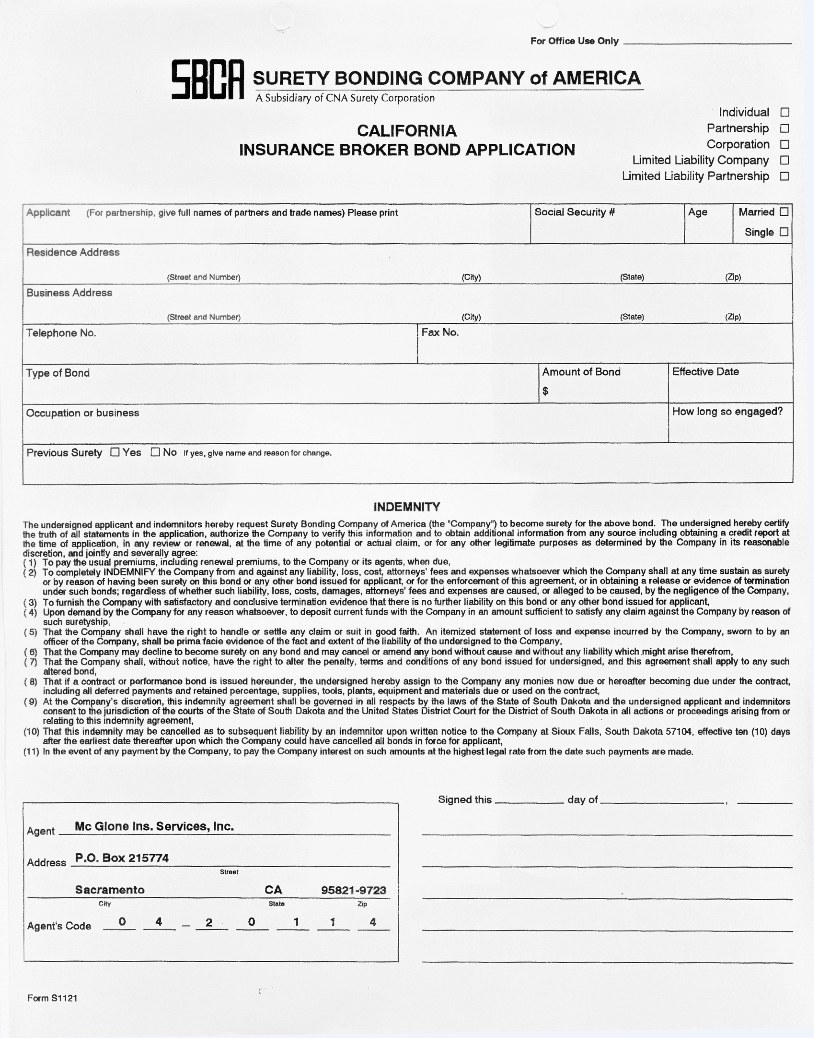 For Office Use Only
SBCA SURETY BONDING COMPANY of AMERICA
A Subsidiary of CNA Surety Corporation
Individual ☐
CALIFORNIA
Partnership ☐
INSURANCE BROKER BOND APPLICATION
Corporation ☐
Limited Liability Company ☐
Limited Liability Partnership ☐
Applicant (For partnership, give full names of partners and trade names) Please print Social Security # Age Married ☐
Single ☐
Residence Address
(Street and Number) (City) (State) (Zip)
Business Address
(Street and Number) (City) (State) (Zip)
Telephone No. Fax No.
Type of Bond Amount of Bond Effective Date
$
Occupation or business How long so engaged?
Previous Surety ☐ Yes ☐ No If yes, give name and reason for change.
INDEMNITY
The undersigned applicant and indemnitors hereby request Surety Bonding Company of America (the "Company") to become surety for the above bond. The undersigned hereby certify
the truth of all statements in the application, authorize the Company to verify this information and to obtain additional information from any source including obtaining a credit report at
the time of application, in any review or renewal, at the time of any potential or actual claim, or for any other legitimate purposes as determined by the Company in its reasonable
discretion, and jointly and severally agree:
( 1) To pay the usual premiums, including renewal premiums, to the Company or its agents, when due,
( 2) To completely INDEMNIFY the Company from and against any liability, loss, cost, attorneys' fees and expenses whatsoever which the Company shall at any time sustain as surety
or by reason of having been surety on this bond or any other bond issued for applicant, or for the enforcement of this agreement, or in obtaining a release or evidence of termination
under such bonds; regardless of whether such liability, loss, costs, damages, attorneys' fees and expenses are caused, or alleged to be caused, by the negligence of the Company,
( 3) To furnish the Company with satisfactory and conclusive termination evidence that there is no further liability on this bond or any other bond issued for applicant,
( 4) Upon demand by the Company for any reason whatsoever, to deposit current funds with the Company in an amount sufficient to satisfy any claim against the Company by reason of
such suretyship,
( 5) That the Company shall have the right to handle or settle any claim or suit in good faith. An itemized statement of loss and expense incurred by the Company, sworn to by an
officer of the Company, shall be prima facie evidence of the fact and extent of the liability of the undersigned to the Company,
( 6) That the Company may decline to become surety on any bond and may cancel or amend any bond without cause and without any liability which might arise therefrom,
( 7) That the Company shall, without notice, have the right to alter the penalty, terms and conditions of any bond issued for undersigned, and this agreement shall apply to any such
altered bond,
( 8) That if a contract or performance bond is issued hereunder, the undersigned hereby assign to the Company any monies now due or hereafter becoming due under the contract,
including all deferred payments and retained percentage, supplies, tools, plants, equipment and materials due or used on the contract,
( 9) At the Company's discretion, this indemnity agreement shall be governed in all respects by the laws of the State of South Dakota and the undersigned applicant and indemnitors
consent to the jurisdiction of the courts of the State of South Dakota and the United States District Court for the District of South Dakota in all actions or proceedings arising from or
relating to this indemnity agreement,
(10) That this indemnity may be cancelled as to subsequent liability by an indemnitor upon written notice to the Company at Sioux Falls, South Dakota 57104, effective ten (10) days
after the earliest date thereafter upon which the Company could have cancelled all bonds in force for applicant,
(11) In the event of any payment by the Company, to pay the Company interest on such amounts at the highest legal rate from the date such payments are made.
Signed this ________ day of ____________, ______
Agent Mc Glone Ins. Services, Inc.
Address P.O. Box 215774
Street
Sacramento CA 95821-9723
City State Zip
Agent's Code 0 4 – 2 0 1 1 4
Form S1121